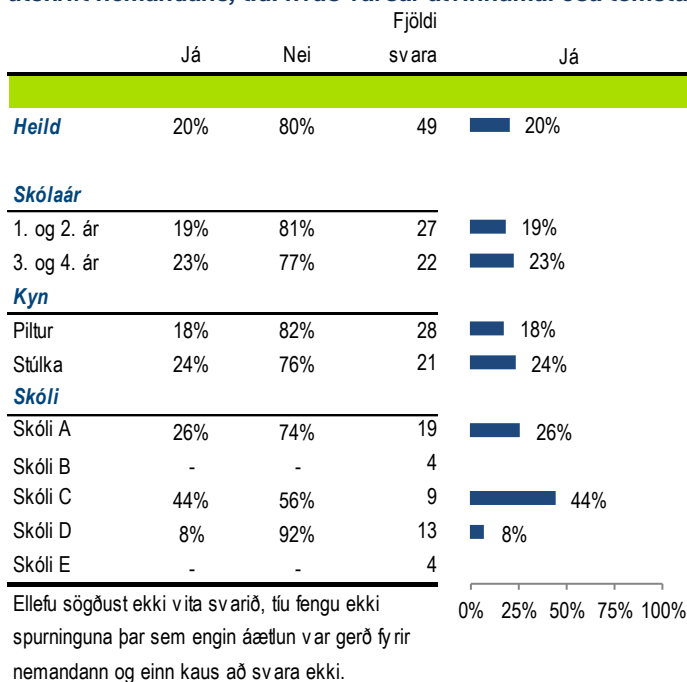 Fjöldi
Já Nei svara Já
Heild 20% 80% 49 20%
Skólaár
1. og 2. ár 19% 81% 27 19%
3. og 4. ár 23% 77% 22 23%
Kyn
Piltur 18% 82% 28 18%
Stúlka 24% 76% 21 24%
Skóli
Skóli A 26% 74% 19 26%
Skóli B - - 4
Skóli C 44% 56% 9 44%
Skóli D 8% 92% 13 8%
Skóli E - - 4
0% 25% 50% 75% 100%
Ellefu sögðust ekki vita svarið, tíu fengu ekki
spurninguna þar sem engin áætlun var gerð fyrir
nemandann og einn kaus að svara ekki.